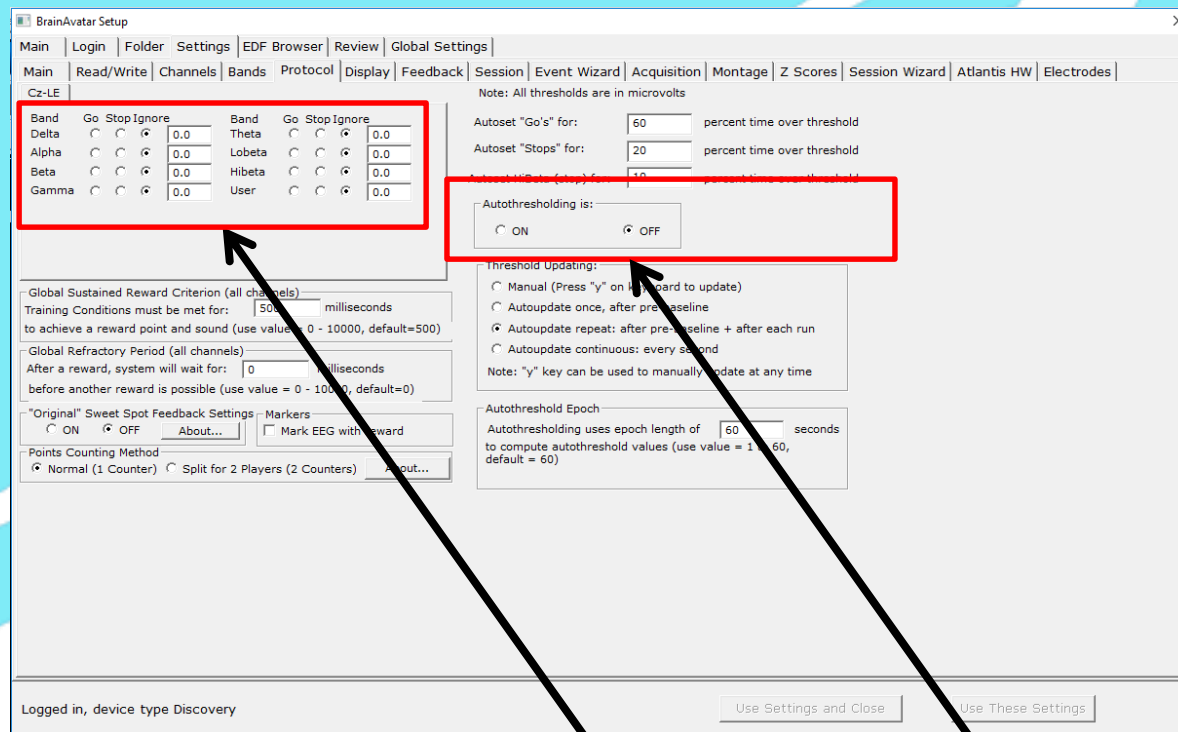 BrainAvatar Setup
Main Login Folder Settings EDF Browser Review Global Settings
Main Read/Write Channels Bands Protocol Display Feedback Session Event Wizard Acquisition Montage Z Scores Session Wizard Atlantis HW Electrodes
Cz-LE
Band Go Stop Ignore Band Go Stop Ignore
Delta 0.0 Theta 0.0
Alpha 0.0 Lobeta 0.0
Beta 0.0 Hibeta 0.0
Gamma 0.0 User 0.0
Global Sustained Reward Criterion (all channels)
Training Conditions must be met for: 500 milliseconds
to achieve a reward point and sound (use value = 0 - 10000, default=500)
Global Refractory Period (all channels)
After a reward, system will wait for: 0 milliseconds
before another reward is possible (use value = 0 - 10000, default=0)
"Original" Sweet Spot Feedback Settings
ON OFF About...
Markers
Mark EEG with reward
Points Counting Method
Normal (1 Counter) Split for 2 Players (2 Counters) About...
Note: All thresholds are in microvolts
Autoset "Go's" for: 60 percent time over threshold
Autoset "Stops" for: 20 percent time over threshold
Autoset HiBeta (stop) for: 10 percent time over threshold
Autothresholding is:
ON OFF
Threshold Updating:
Manual (Press "y" on keyboard to update)
Autoupdate once, after pre-baseline
Autoupdate repeat: after pre-baseline + after each run
Autoupdate continuous: every second
Note: "y" key can be used to manually update at any time
Autothreshold Epoch
Autothresholding uses epoch length of 60 seconds
to compute autothreshold values (use value = 1 - 60,
default = 60)
Logged in, device type Discovery
Use Settings and Close
Use These Settings